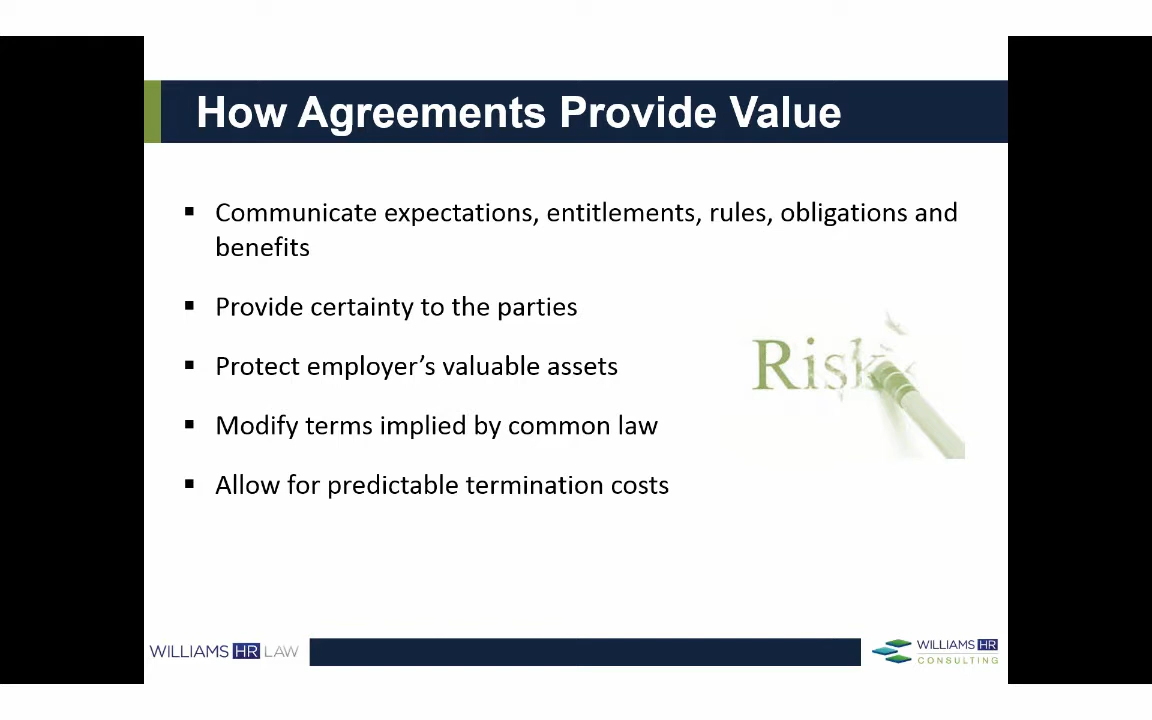 How Agreements Provide Value
▪ Communicate expectations, entitlements, rules, obligations and
benefits
▪ Provide certainty to the parties
▪ Protect employer’s valuable assets
▪ Modify terms implied by common law
▪ Allow for predictable termination costs
Risk
WILLIAMS HR LAW
WILLIAMS HR
CONSULTING